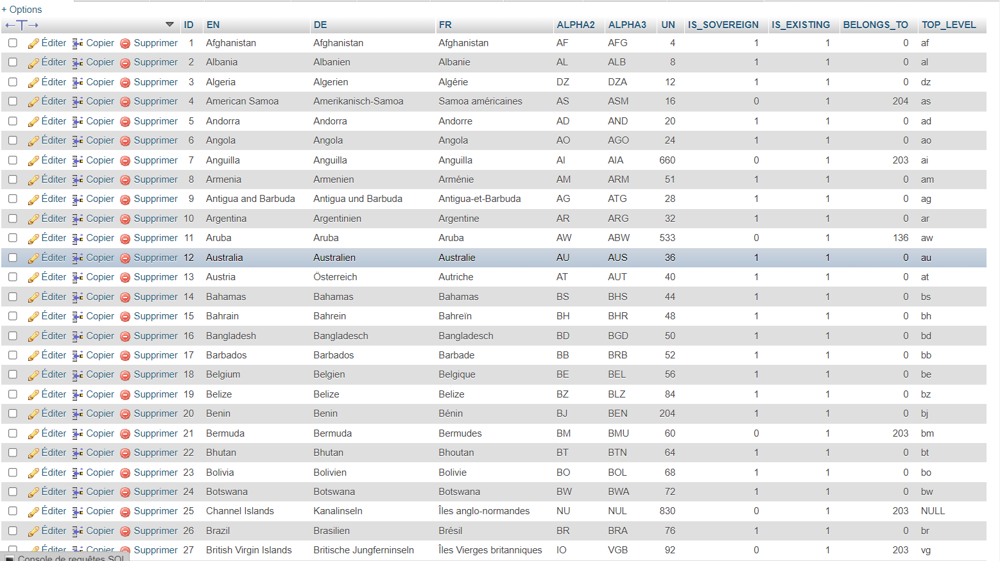 + Options
ID EN DE FR ALPHA2 ALPHA3 UN IS_SOVEREIGN IS_EXISTING BELONGS_TO TOP_LEVEL
Éditer Copier Supprimer 1 Afghanistan Afghanistan Afghanistan AF AFG 4 1 1 0 af
Éditer Copier Supprimer 2 Albania Albanien Albanie AL ALB 8 1 1 0 al
Éditer Copier Supprimer 3 Algeria Algerien Algérie DZ DZA 12 1 1 0 dz
Éditer Copier Supprimer 4 American Samoa Amerikanisch-Samoa Samoa américaines AS ASM 16 0 1 204 as
Éditer Copier Supprimer 5 Andorra Andorra Andorre AD AND 20 1 1 0 ad
Éditer Copier Supprimer 6 Angola Angola Angola AO AGO 24 1 1 0 ao
Éditer Copier Supprimer 7 Anguilla Anguilla Anguilla AI AIA 660 0 1 203 ai
Éditer Copier Supprimer 8 Armenia Armenien Arménie AM ARM 51 1 1 0 am
Éditer Copier Supprimer 9 Antigua and Barbuda Antigua und Barbuda Antigua-et-Barbuda AG ATG 28 1 1 0 ag
Éditer Copier Supprimer 10 Argentina Argentinien Argentine AR ARG 32 1 1 0 ar
Éditer Copier Supprimer 11 Aruba Aruba Aruba AW ABW 533 0 1 136 aw
Éditer Copier Supprimer 12 Australia Australien Australie AU AUS 36 1 1 0 au
Éditer Copier Supprimer 13 Austria Österreich Autriche AT AUT 40 1 1 0 at
Éditer Copier Supprimer 14 Bahamas Bahamas Bahamas BS BHS 44 1 1 0 bs
Éditer Copier Supprimer 15 Bahrain Bahrein Bahreïn BH BHR 48 1 1 0 bh
Éditer Copier Supprimer 16 Bangladesh Bangladesch Bangladesch BD BGD 50 1 1 0 bd
Éditer Copier Supprimer 17 Barbados Barbados Barbade BB BRB 52 1 1 0 bb
Éditer Copier Supprimer 18 Belgium Belgien Belgique BE BEL 56 1 1 0 be
Éditer Copier Supprimer 19 Belize Belize Belize BZ BLZ 84 1 1 0 bz
Éditer Copier Supprimer 20 Benin Benin Bénin BJ BEN 204 1 1 0 bj
Éditer Copier Supprimer 21 Bermuda Bermuda Bermudes BM BMU 60 0 1 203 bm
Éditer Copier Supprimer 22 Bhutan Bhutan Bhoutan BT BTN 64 1 1 0 bt
Éditer Copier Supprimer 23 Bolivia Bolivien Bolivie BO BOL 68 1 1 0 bo
Éditer Copier Supprimer 24 Botswana Botswana Botswana BW BWA 72 1 1 0 bw
Éditer Copier Supprimer 25 Channel Islands Kanalinseln Îles anglo-normandes NU NUL 830 0 1 203 NULL
Éditer Copier Supprimer 26 Brazil Brasilien Brésil BR BRA 76 1 1 0 br
Éditer Copier Supprimer 27 British Virgin Islands Britische Jungferninseln Îles Vierges britanniques IO VGB 92 0 1 203 vg
Console de requêtes SQL